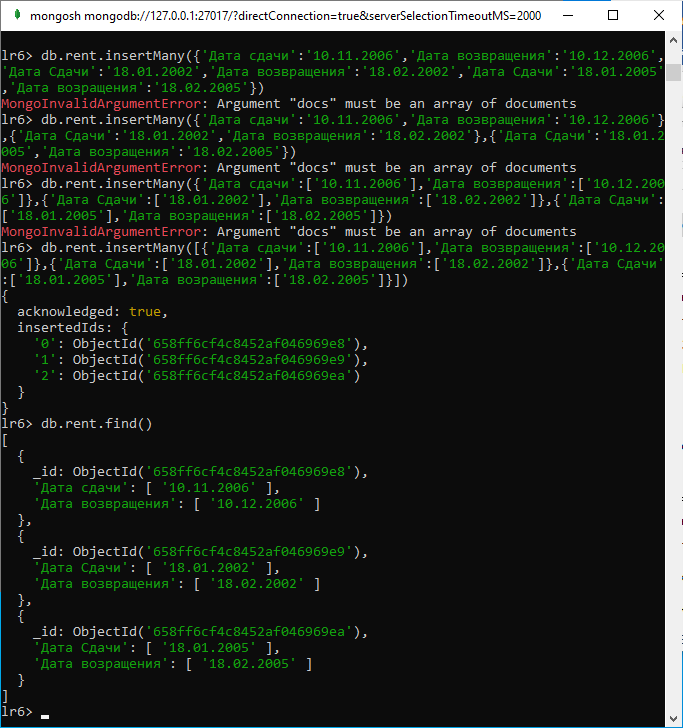 mongosh mongodb://127.0.0.1:27017/?directConnection=true&serverSelectionTimeoutMS=2000
lr6> db.rent.insertMany({'Дата сдачи':'10.11.2006','Дата возвращения':'10.12.2006',
'Дата Сдачи':'18.01.2002','Дата возвращения':'18.02.2002','Дата Сдачи':'18.01.2005'
,'Дата возращения':'18.02.2005'})
MongoInvalidArgumentError: Argument "docs" must be an array of documents
lr6> db.rent.insertMany({'Дата сдачи':'10.11.2006','Дата возвращения':'10.12.2006'}
,{'Дата Сдачи':'18.01.2002','Дата возвращения':'18.02.2002'},{'Дата Сдачи':'18.01.2
005','Дата возращения':'18.02.2005'})
MongoInvalidArgumentError: Argument "docs" must be an array of documents
lr6> db.rent.insertMany({'Дата сдачи':['10.11.2006'],'Дата возвращения':['10.12.200
6']},{'Дата Сдачи':['18.01.2002'],'Дата возвращения':['18.02.2002']},{'Дата Сдачи':
['18.01.2005'],'Дата возращения':['18.02.2005']})
MongoInvalidArgumentError: Argument "docs" must be an array of documents
lr6> db.rent.insertMany([{'Дата сдачи':['10.11.2006'],'Дата возвращения':['10.12.20
06']},{'Дата Сдачи':['18.01.2002'],'Дата возвращения':['18.02.2002']},{'Дата Сдачи'
:['18.01.2005'],'Дата возращения':['18.02.2005']}])
{
acknowledged: true,
insertedIds: {
'0': ObjectId('658ff6cf4c8452af046969e8'),
'1': ObjectId('658ff6cf4c8452af046969e9'),
'2': ObjectId('658ff6cf4c8452af046969ea')
}
}
lr6> db.rent.find()
[
{
_id: ObjectId('658ff6cf4c8452af046969e8'),
'Дата сдачи': [ '10.11.2006' ],
'Дата возвращения': [ '10.12.2006' ]
},
{
_id: ObjectId('658ff6cf4c8452af046969e9'),
'Дата Сдачи': [ '18.01.2002' ],
'Дата возвращения': [ '18.02.2002' ]
},
{
_id: ObjectId('658ff6cf4c8452af046969ea'),
'Дата Сдачи': [ '18.01.2005' ],
'Дата возращения': [ '18.02.2005' ]
}
]
lr6>